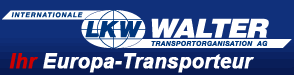 INTERNATIONALE
LKW WALTER
TRANSPORTORGANISATION AG
Ihr Europa-Transporteur